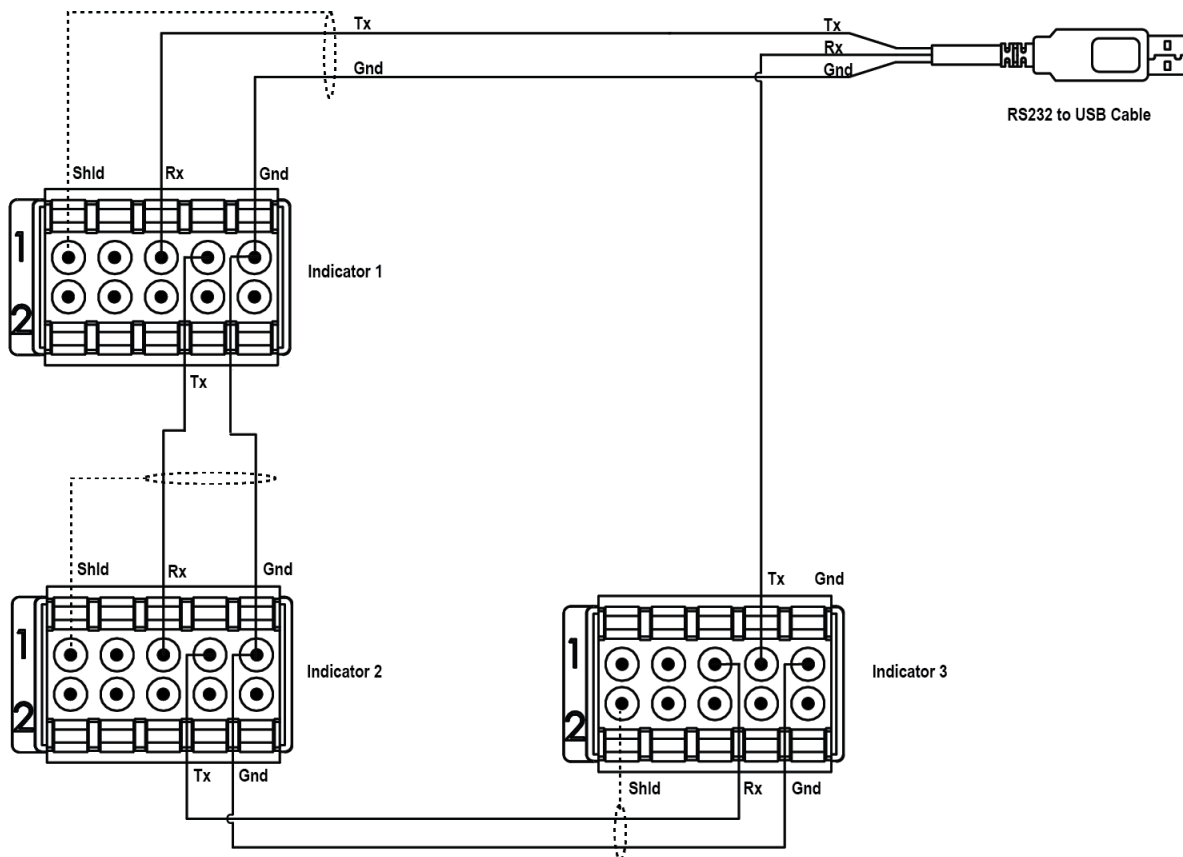 Tx
Tx
Rx
Gnd
Gnd
RS232 to USB Cable
Shld
Rx
Gnd
1
2
Indicator 1
Tx
Shld
Rx
Gnd
1
2
Indicator 2
Tx
Gnd
Tx
Gnd
1
2
Indicator 3
Shld
Rx
Gnd